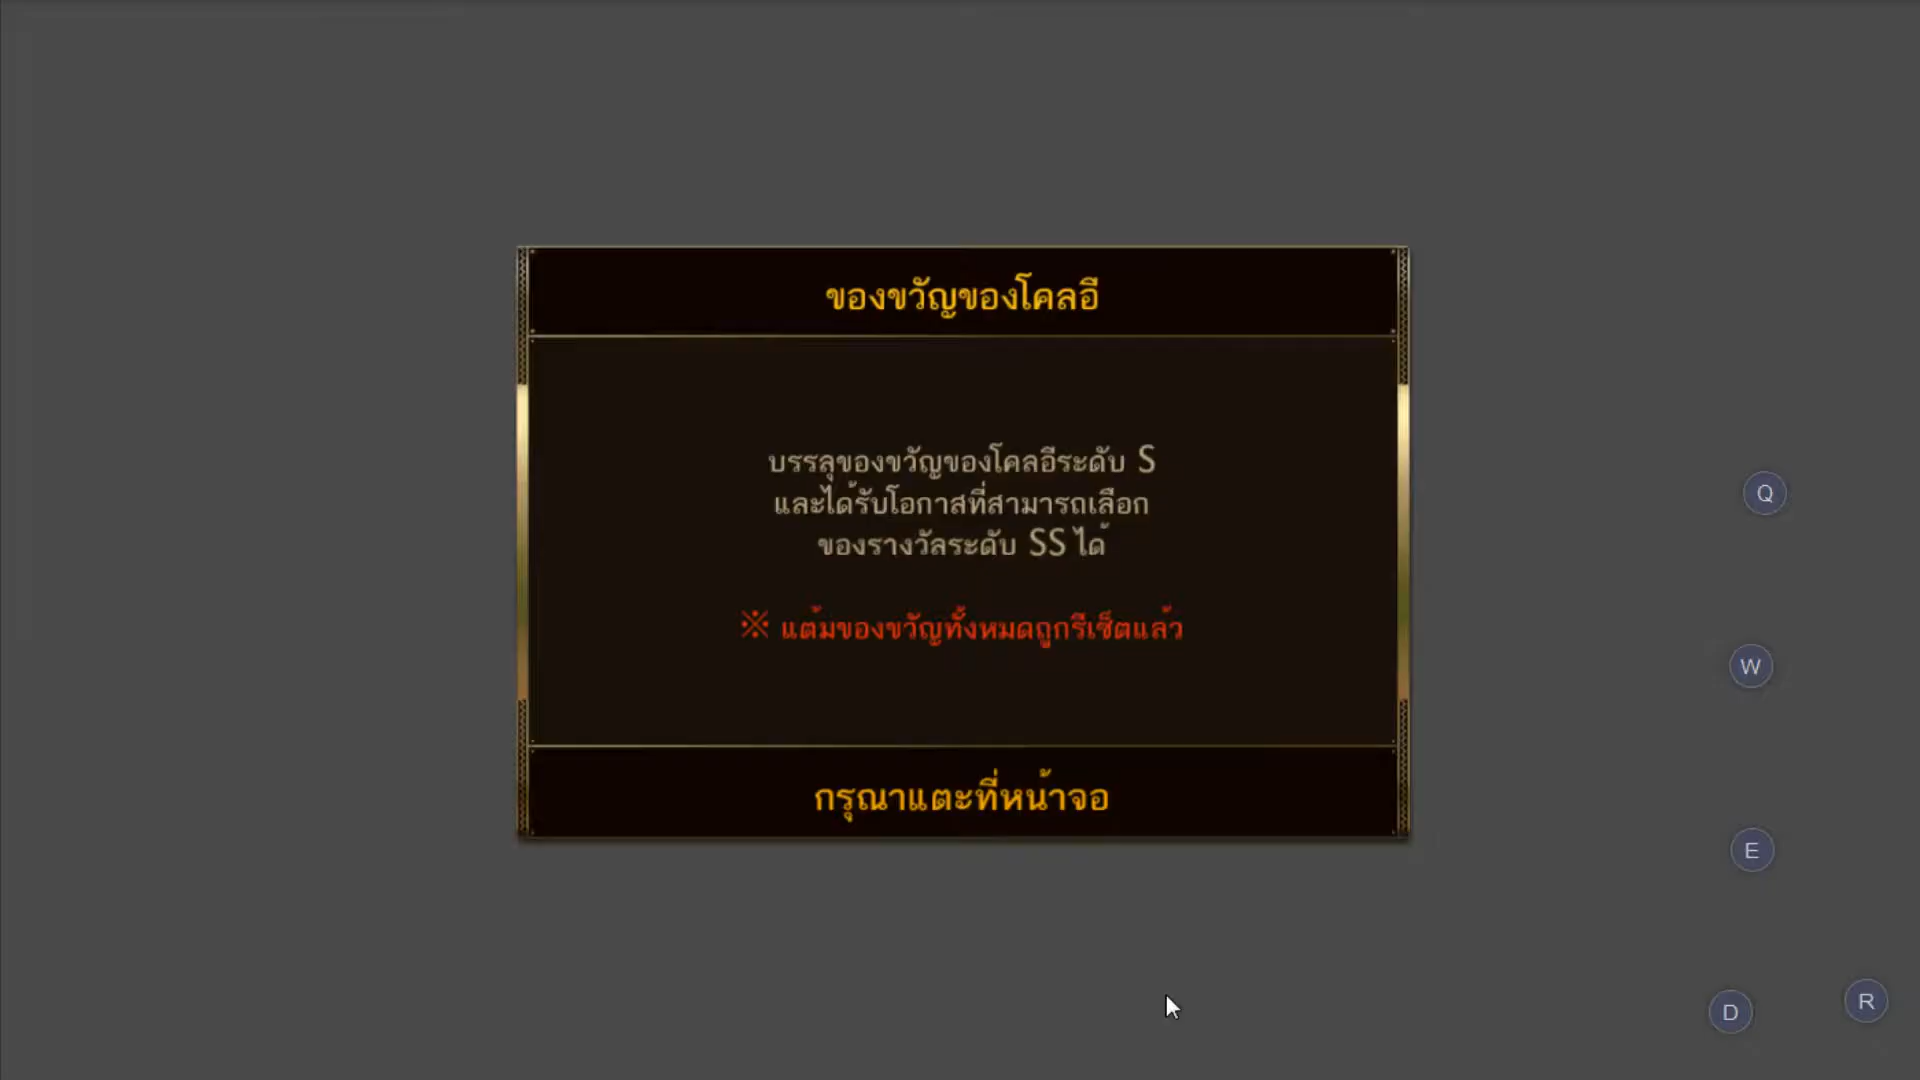 ของขวัญของโคลอี
บรรลุของขวัญของโคลอีระดับ S
และได้รับโอกาสที่สามารถเลือก
ของรางวัลระดับ SS ได้
※ แต้มของขวัญทั้งหมดถูกรีเซ็ตแล้ว
กรุณาแตะที่หน้าจอ
Q
W
E
D
R